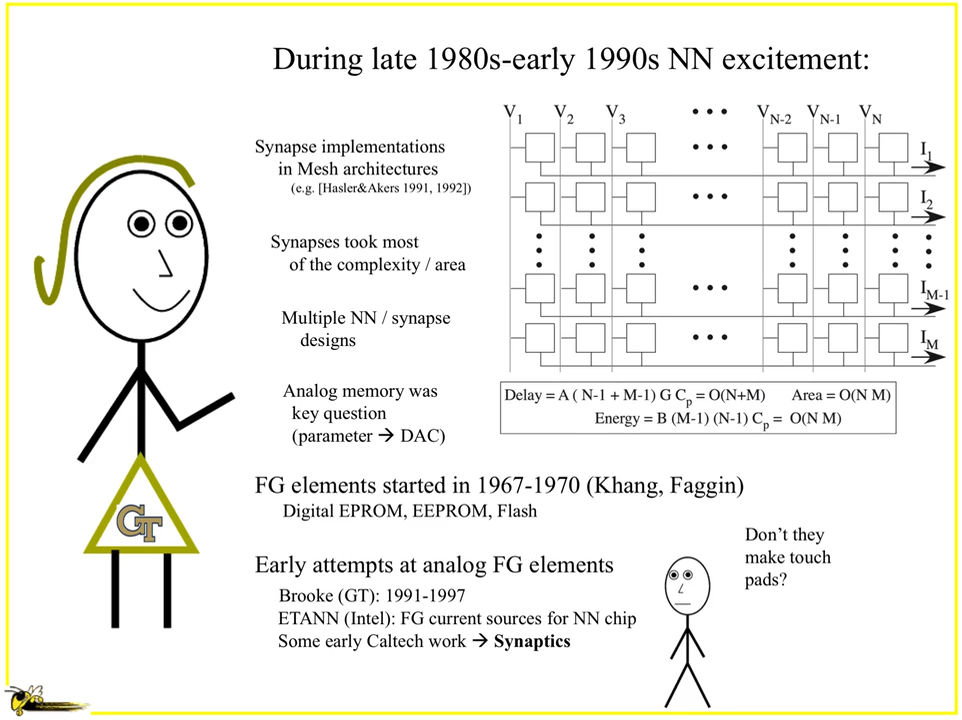 During late 1980s-early 1990s NN excitement:
Synapse implementations
in Mesh architectures
(e.g. [Hasler&Akers 1991, 1992])
Synapses took most
of the complexity / area
Multiple NN / synapse
designs
Analog memory was
key question
(parameter → DAC)
V1 V2 V3 • • • VN-2 VN-1 VN
• • • I1
• • • I2
• • • IM-1
• • • IM
Delay = A ( N-1 + M-1) G Cp = O(N+M) Area = O(N M)
Energy = B (M-1) (N-1) Cp = O(N M)
FG elements started in 1967-1970 (Khang, Faggin)
Digital EPROM, EEPROM, Flash
Early attempts at analog FG elements
Brooke (GT): 1991-1997
ETANN (Intel): FG current sources for NN chip
Some early Caltech work → Synaptics
Don't they
make touch
pads?
GT